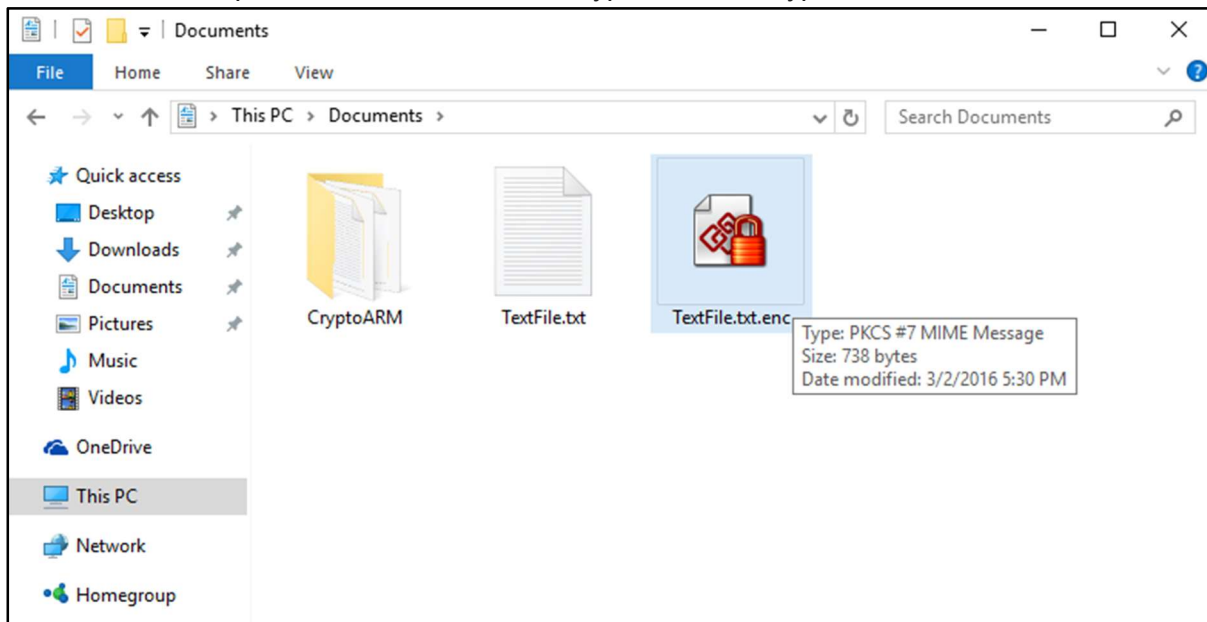 Documents
File Home Share View
This PC > Documents >
Search Documents
Quick access
Desktop
Downloads
Documents
Pictures
Music
Videos
OneDrive
This PC
Network
Homegroup
CryptoARM
TextFile.txt
TextFile.txt.enc
Type: PKCS #7 MIME Message
Size: 738 bytes
Date modified: 3/2/2016 5:30 PM